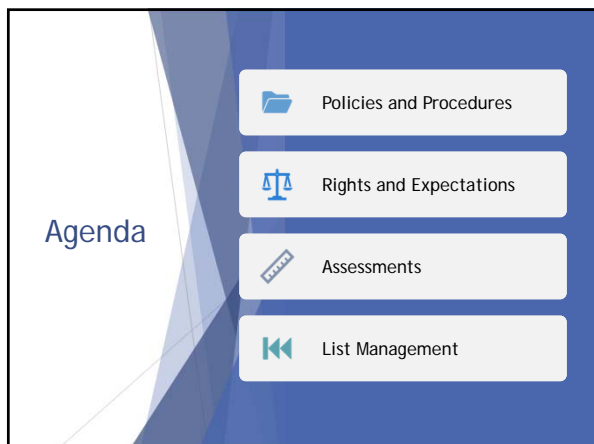 Agenda
Policies and Procedures
Rights and Expectations
Assessments
List Management